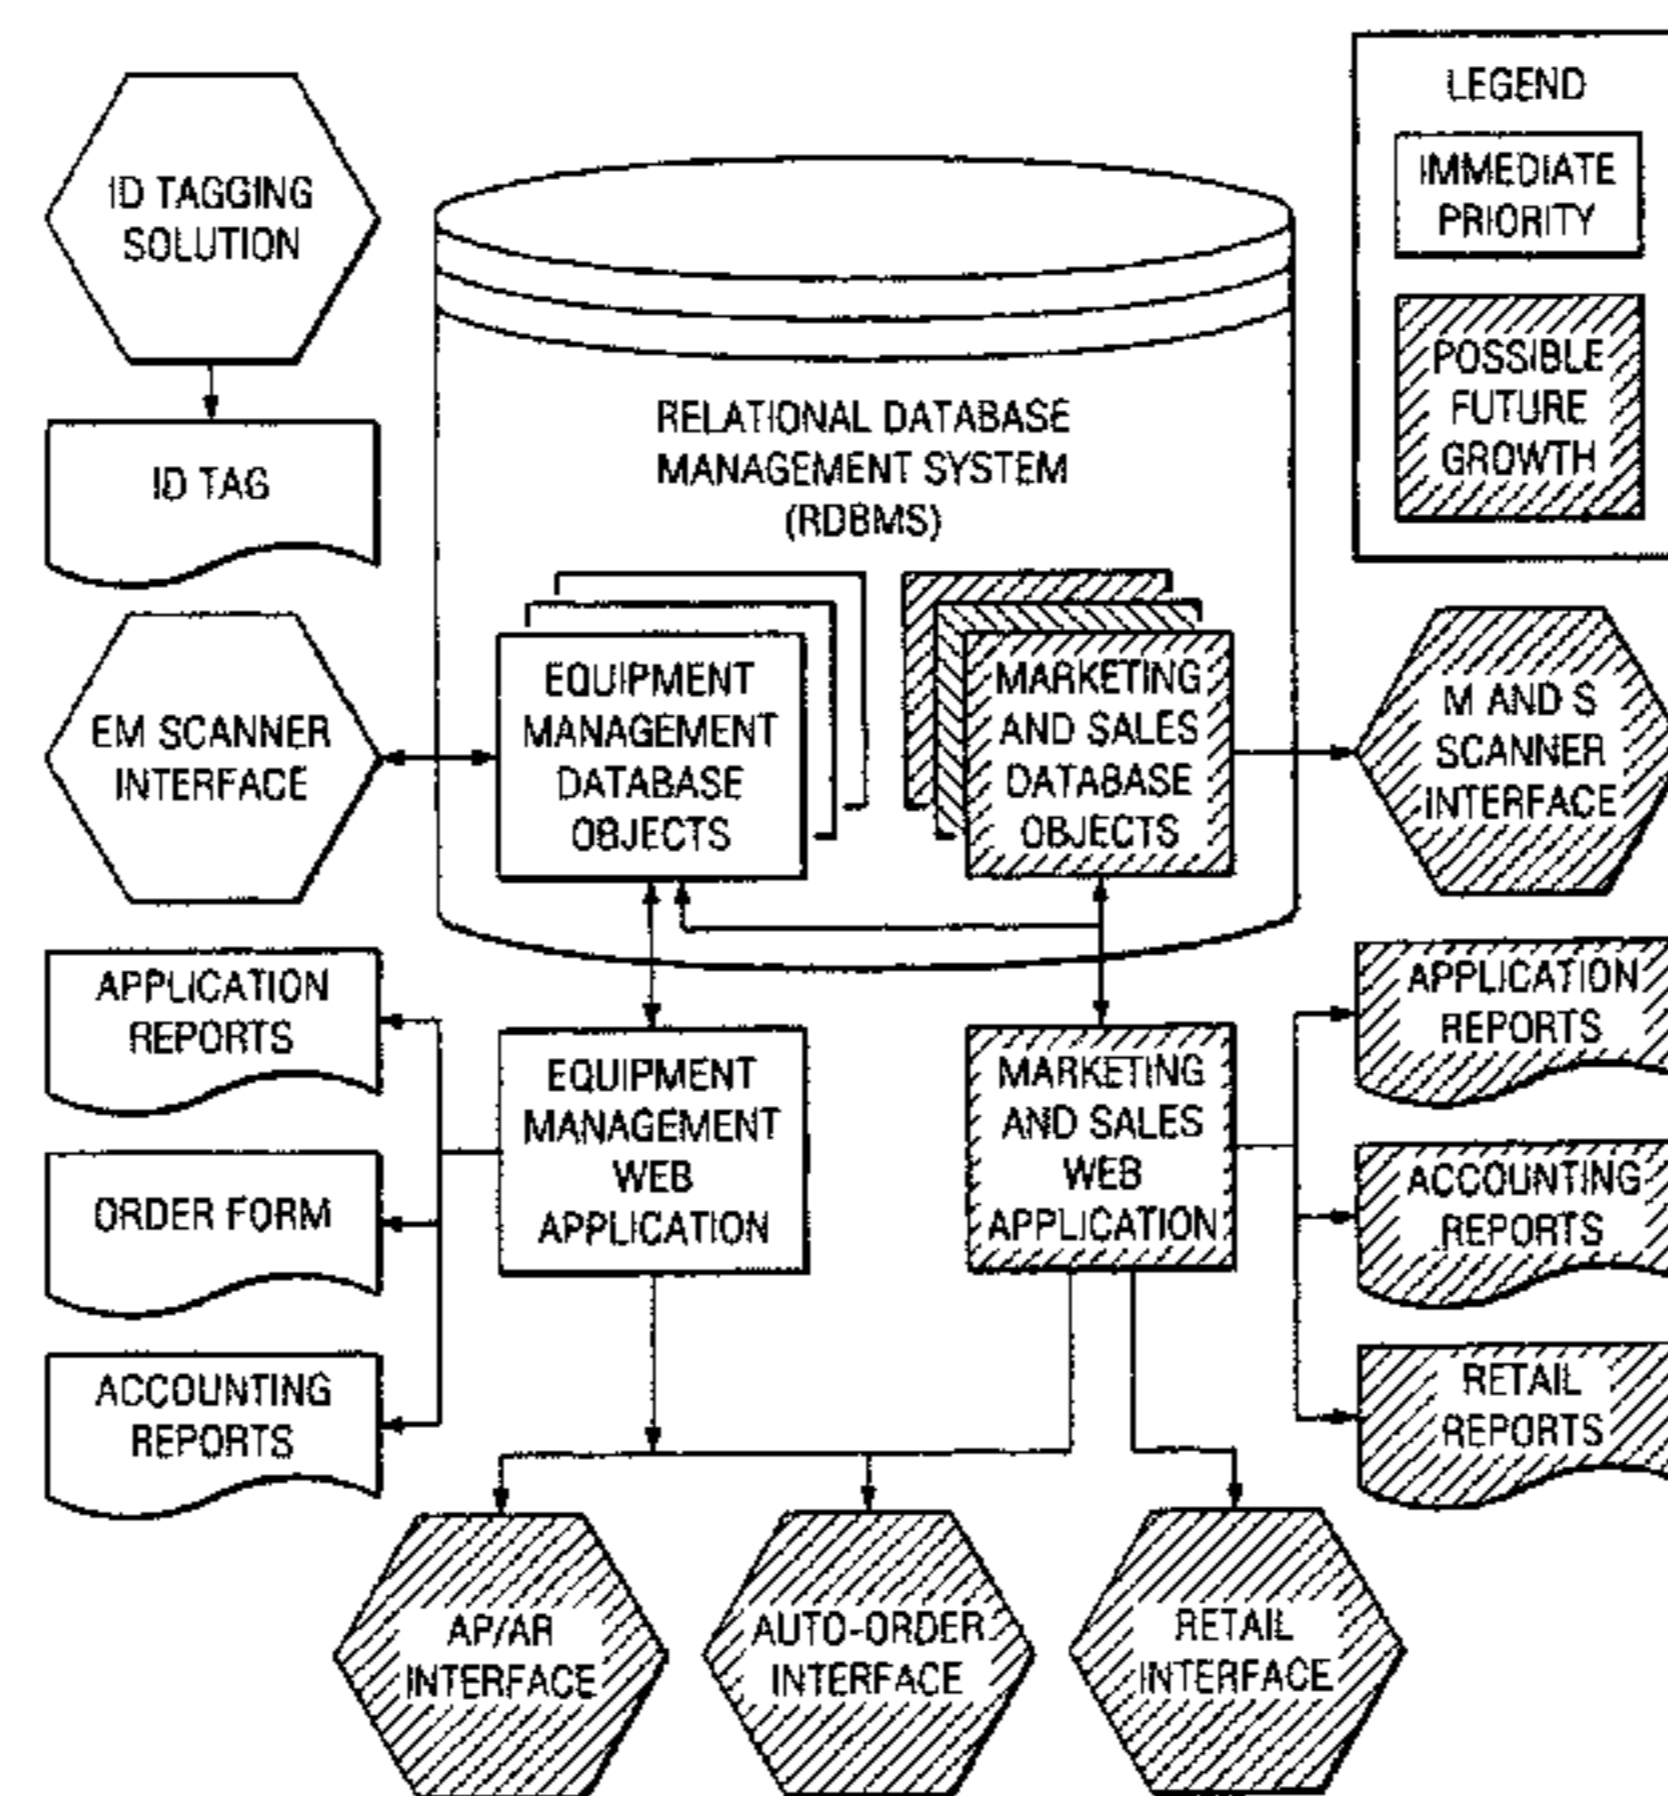 LEGEND
IMMEDIATE
PRIORITY
POSSIBLE
FUTURE
GROWTH
ID TAGGING
SOLUTION
ID TAG
RELATIONAL DATABASE
MANAGEMENT SYSTEM
(RDBMS)
EM SCANNER
INTERFACE
EQUIPMENT
MANAGEMENT
DATABASE
OBJECTS
MARKETING
AND SALES
DATABASE
OBJECTS
M AND S
SCANNER
INTERFACE
APPLICATION
REPORTS
ORDER FORM
ACCOUNTING
REPORTS
EQUIPMENT
MANAGEMENT
WEB
APPLICATION
MARKETING
AND SALES
WEB
APPLICATION
APPLICATION
REPORTS
ACCOUNTING
REPORTS
RETAIL
REPORTS
AP/AR
INTERFACE
AUTO-ORDER
INTERFACE
RETAIL
INTERFACE